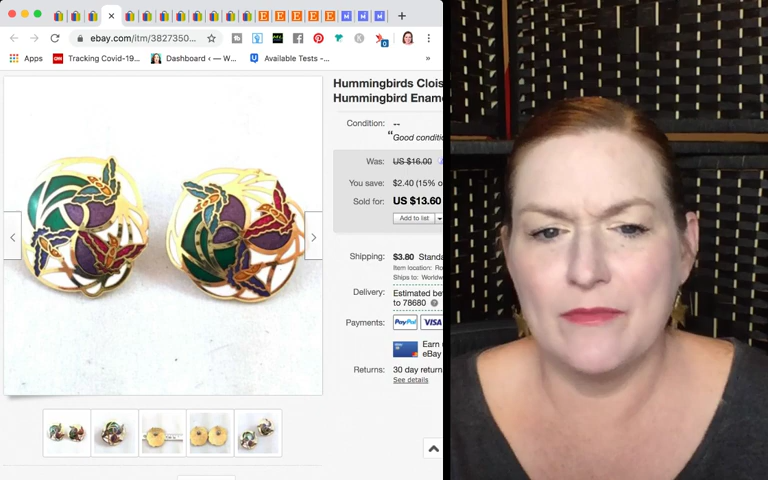 ebay.com/itm/3827350...
Apps
Tracking Covid-19...
Dashboard ‹ — W...
Available Tests -...
»
Hummingbirds Clois
Hummingbird Enam
Condition:
--
"Good conditi
Was:
US $16.00
You save:
$2.40 (15% o
Sold for:
US $13.60
Add to list
Shipping:
$3.80 Standa
Item location: Ro
Ships to: Worldw
Delivery:
Estimated be
to 78680
Payments:
PayPal
VISA
Earn
eBay
Returns:
30 day return
See details